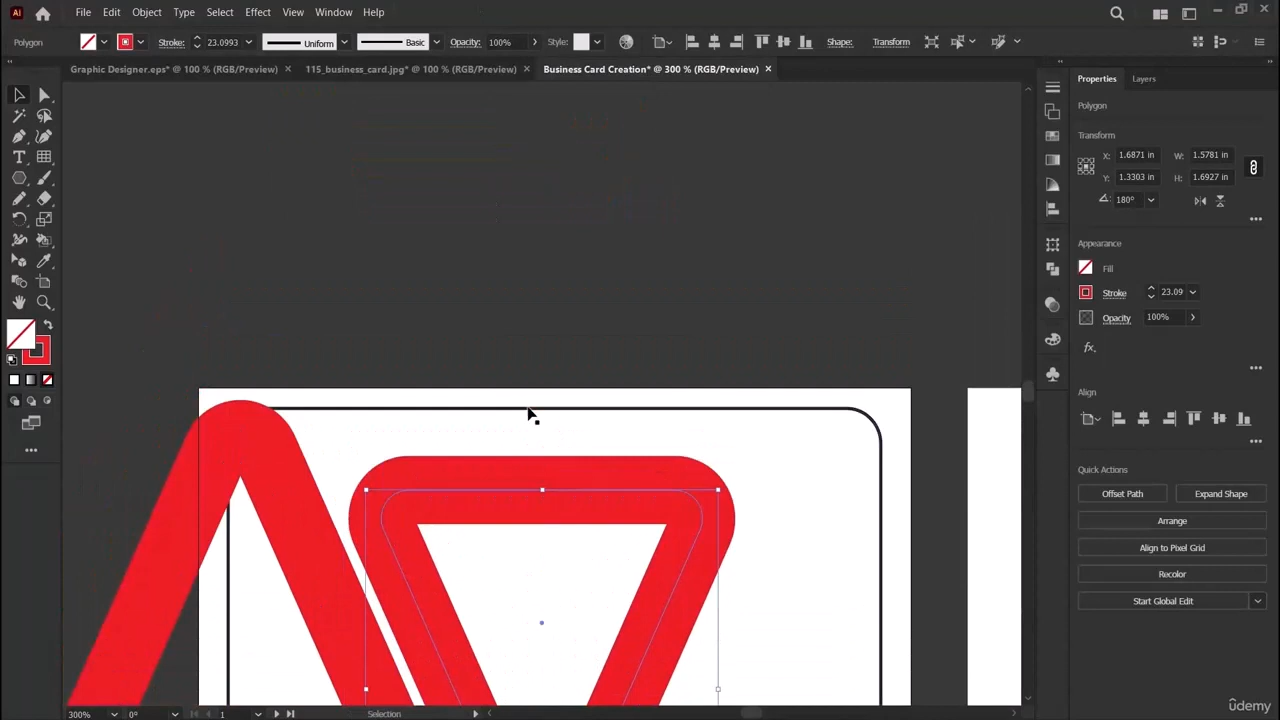 Ai File Edit Object Type Select Effect View Window Help
Polygon Stroke: 23.0993 Uniform Basic Opacity: 100% Style: Shape: Transform
Graphic Designer.eps* @ 100 % (RGB/Preview) × 115_business_card.jpg* @ 100 % (RGB/Preview) × Business Card Creation* @ 300 % (RGB/Preview) ×
Properties Layers
Polygon
Transform
X: 1.6871 in W: 1.5781 in
Y: 1.3303 in H: 1.6927 in
180°
Appearance
Fill
Stroke 23.09
Opacity 100%
fx.
Align
Quick Actions
Offset Path Expand Shape
Arrange
Align to Pixel Grid
Recolor
Start Global Edit
300% 0° 1 Selection
ûdemy